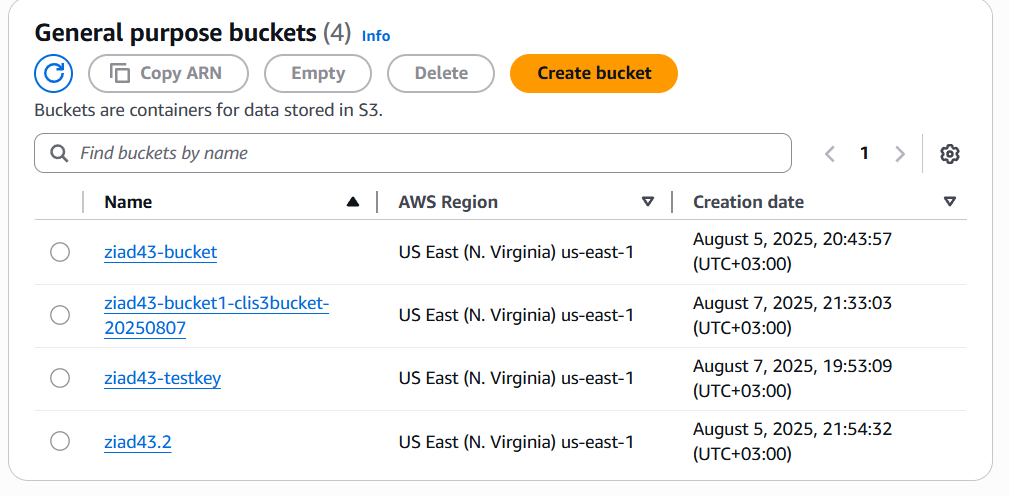 General purpose buckets (4) Info
Copy ARN Empty Delete Create bucket
Buckets are containers for data stored in S3.
Find buckets by name 1
Name AWS Region Creation date
ziad43-bucket US East (N. Virginia) us-east-1 August 5, 2025, 20:43:57
(UTC+03:00)
ziad43-bucket1-clis3bucket-
20250807 US East (N. Virginia) us-east-1 August 7, 2025, 21:33:03
(UTC+03:00)
ziad43-testkey US East (N. Virginia) us-east-1 August 7, 2025, 19:53:09
(UTC+03:00)
ziad43.2 US East (N. Virginia) us-east-1 August 5, 2025, 21:54:32
(UTC+03:00)